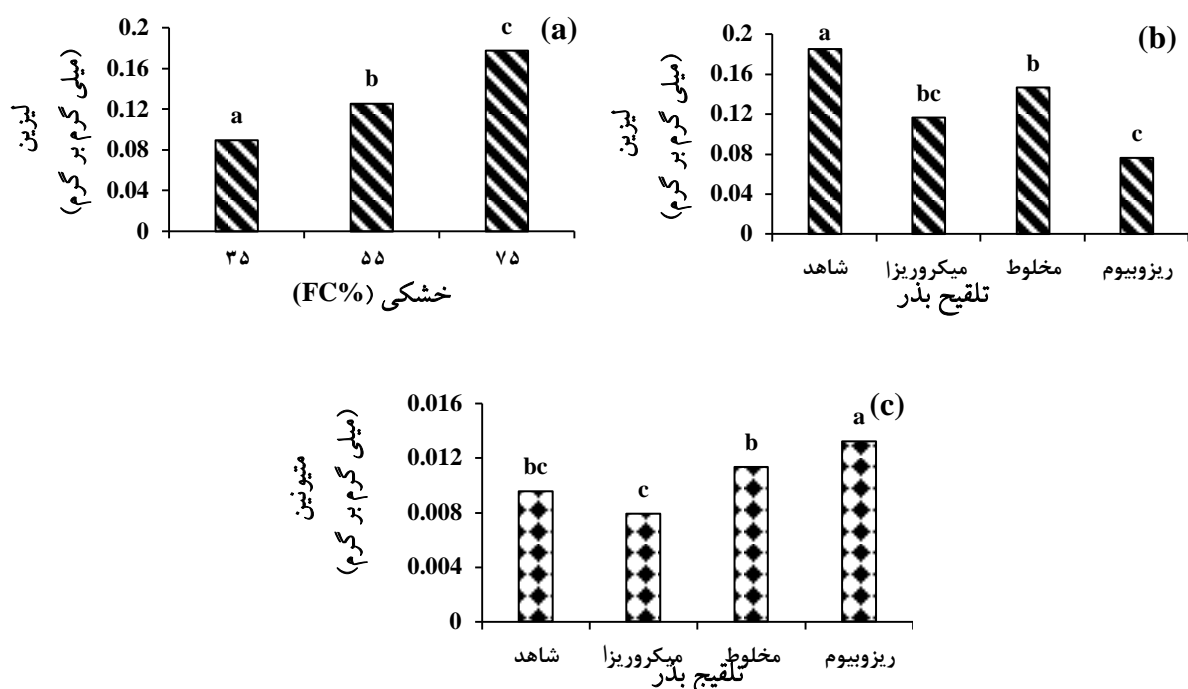 (a)
لیزین
(میلی گرم بر گرم)
0.2
0.16
0.12
0.08
0.04
0
a
b
c
۳۵ ۵۵ ۷۵
خشکی (FC%)
(b)
لیزین
(میلی گرم بر گرم)
0.2
0.16
0.12
0.08
0.04
0
a
bc
b
c
شاهد میکروریزا مخلوط ریزوبیوم
تلقیح بذر
(c)
متیونین
(میلی گرم بر گرم)
0.016
0.012
0.008
0.004
0
bc
c
b
a
شاهد میکروریزا مخلوط ریزوبیوم
تلقیح بذر